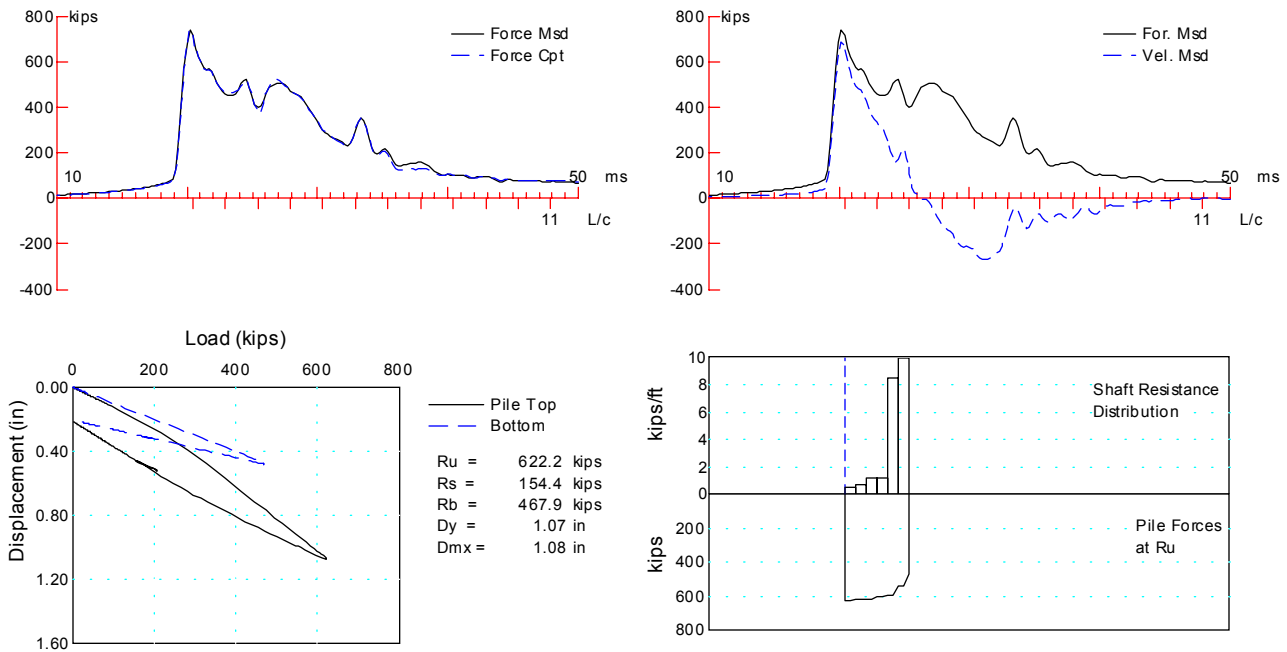 800 kips
Force Msd
Force Cpt
600
400
200
10
50
0
ms
11
L/c
-200
-400
800 kips
For. Msd
Vel. Msd
600
400
200
10
50
0
ms
11
L/c
-200
-400
Load (kips)
0 200 400 600 800
0.00
0.40
0.80
1.20
1.60
Displacement (in)
Pile Top
Bottom
Ru = 622.2 kips
Rs = 154.4 kips
Rb = 467.9 kips
Dy = 1.07 in
Dmx = 1.08 in
10
8
6
4
2
0
kips/ft
Shaft Resistance
Distribution
200
400
600
800
kips
Pile Forces
at Ru